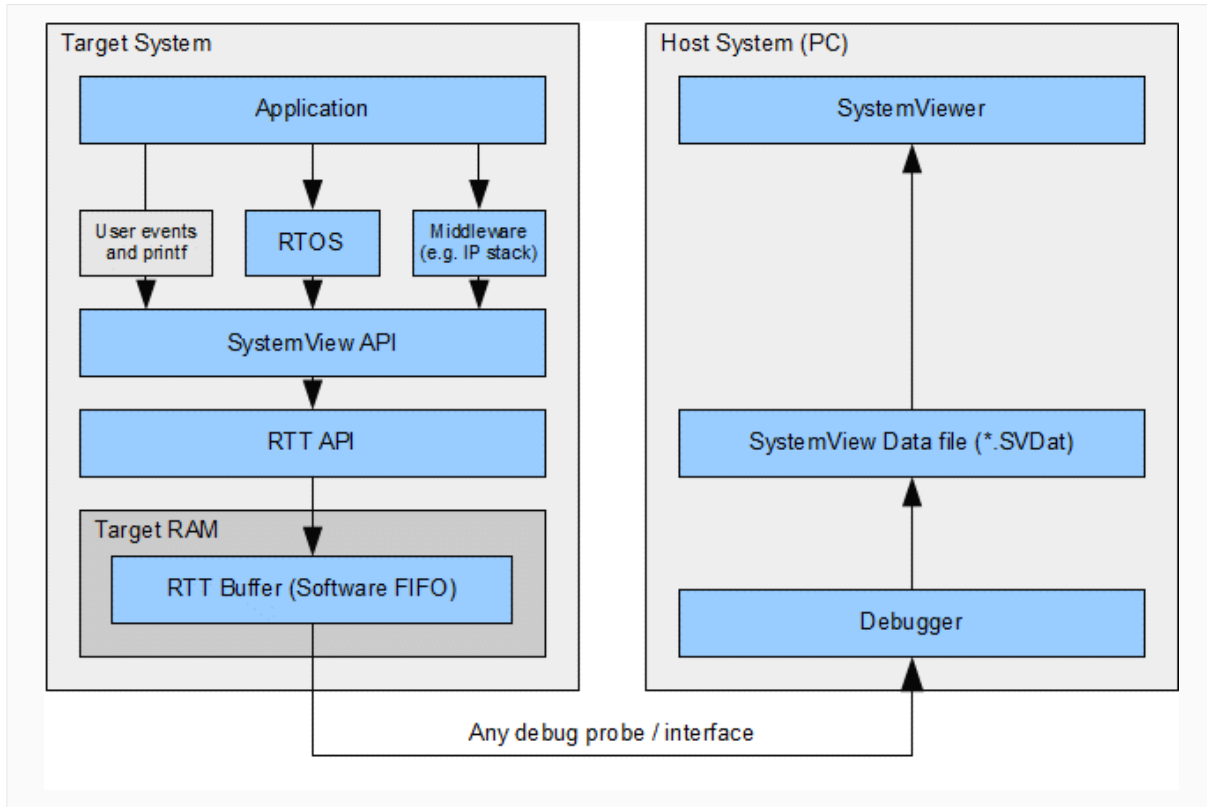 Target System
Application
User events
and printf
RTOS
Middleware
(e.g. IP stack)
SystemView API
RTT API
Target RAM
RTT Buffer (Software FIFO)
Host System (PC)
SystemViewer
SystemView Data file (*.SVDat)
Debugger
Any debug probe / interface